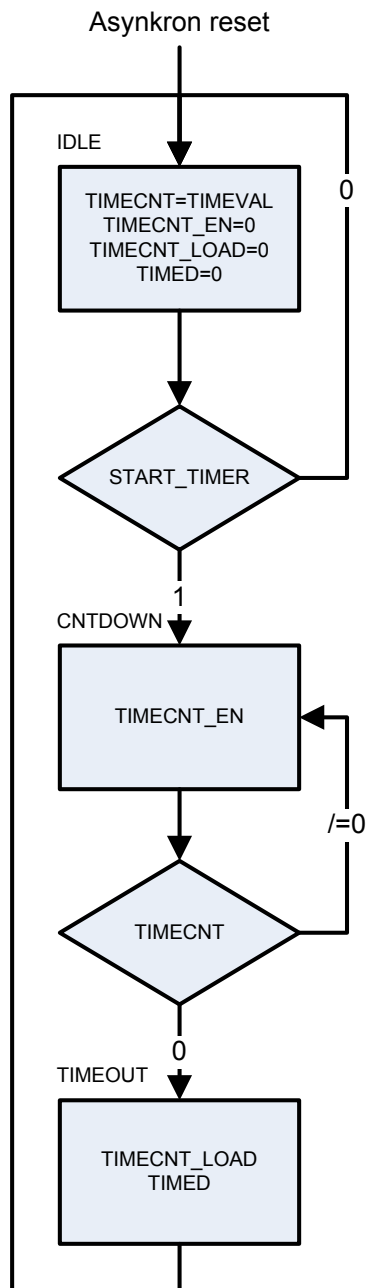 Asynkron reset
IDLE
TIMECNT=TIMEVAL
TIMECNT_EN=0
TIMECNT_LOAD=0
TIMED=0
0
START_TIMER
1
CNTDOWN
TIMECNT_EN
/=0
TIMECNT
0
TIMEOUT
TIMECNT_LOAD
TIMED